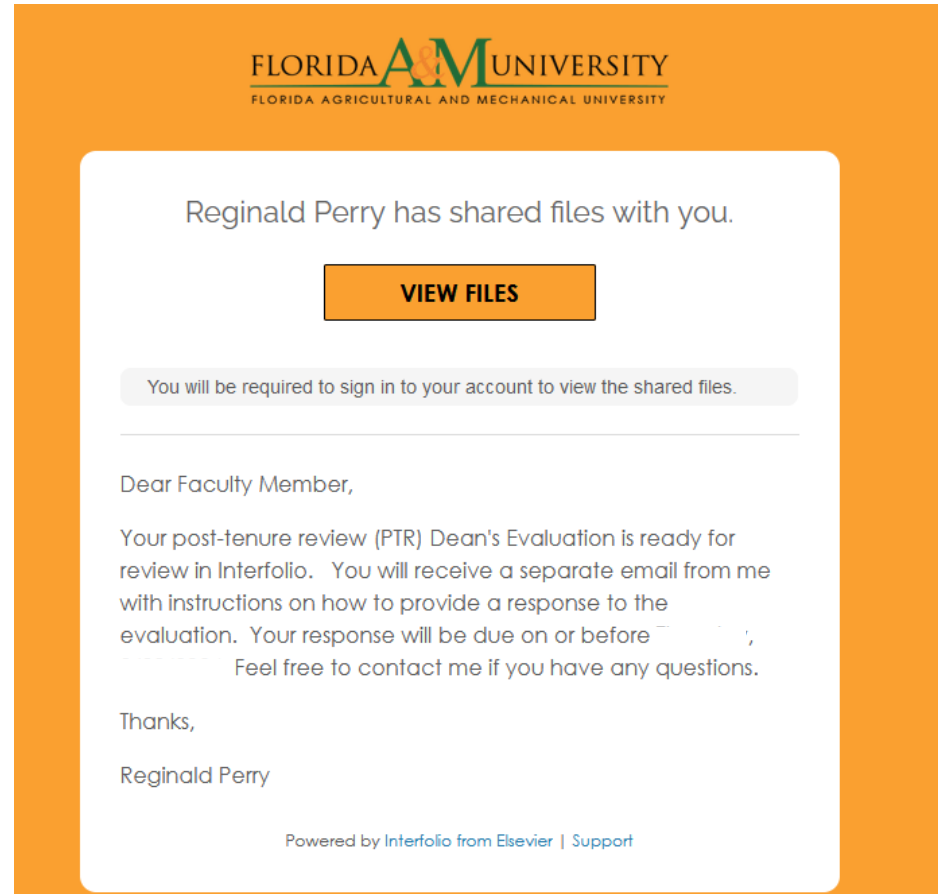 FLORIDA A&M UNIVERSITY
FLORIDA AGRICULTURAL AND MECHANICAL UNIVERSITY
Reginald Perry has shared files with you.
VIEW FILES
You will be required to sign in to your account to view the shared files.
Dear Faculty Member,
Your post-tenure review (PTR) Dean's Evaluation is ready for
review in Interfolio.   You will receive a separate email from me
with instructions on how to provide a response to the
evaluation.  Your response will be due on or before
Feel free to contact me if you have any questions.
Thanks,
Reginald Perry
Powered by Interfolio from Elsevier | Support